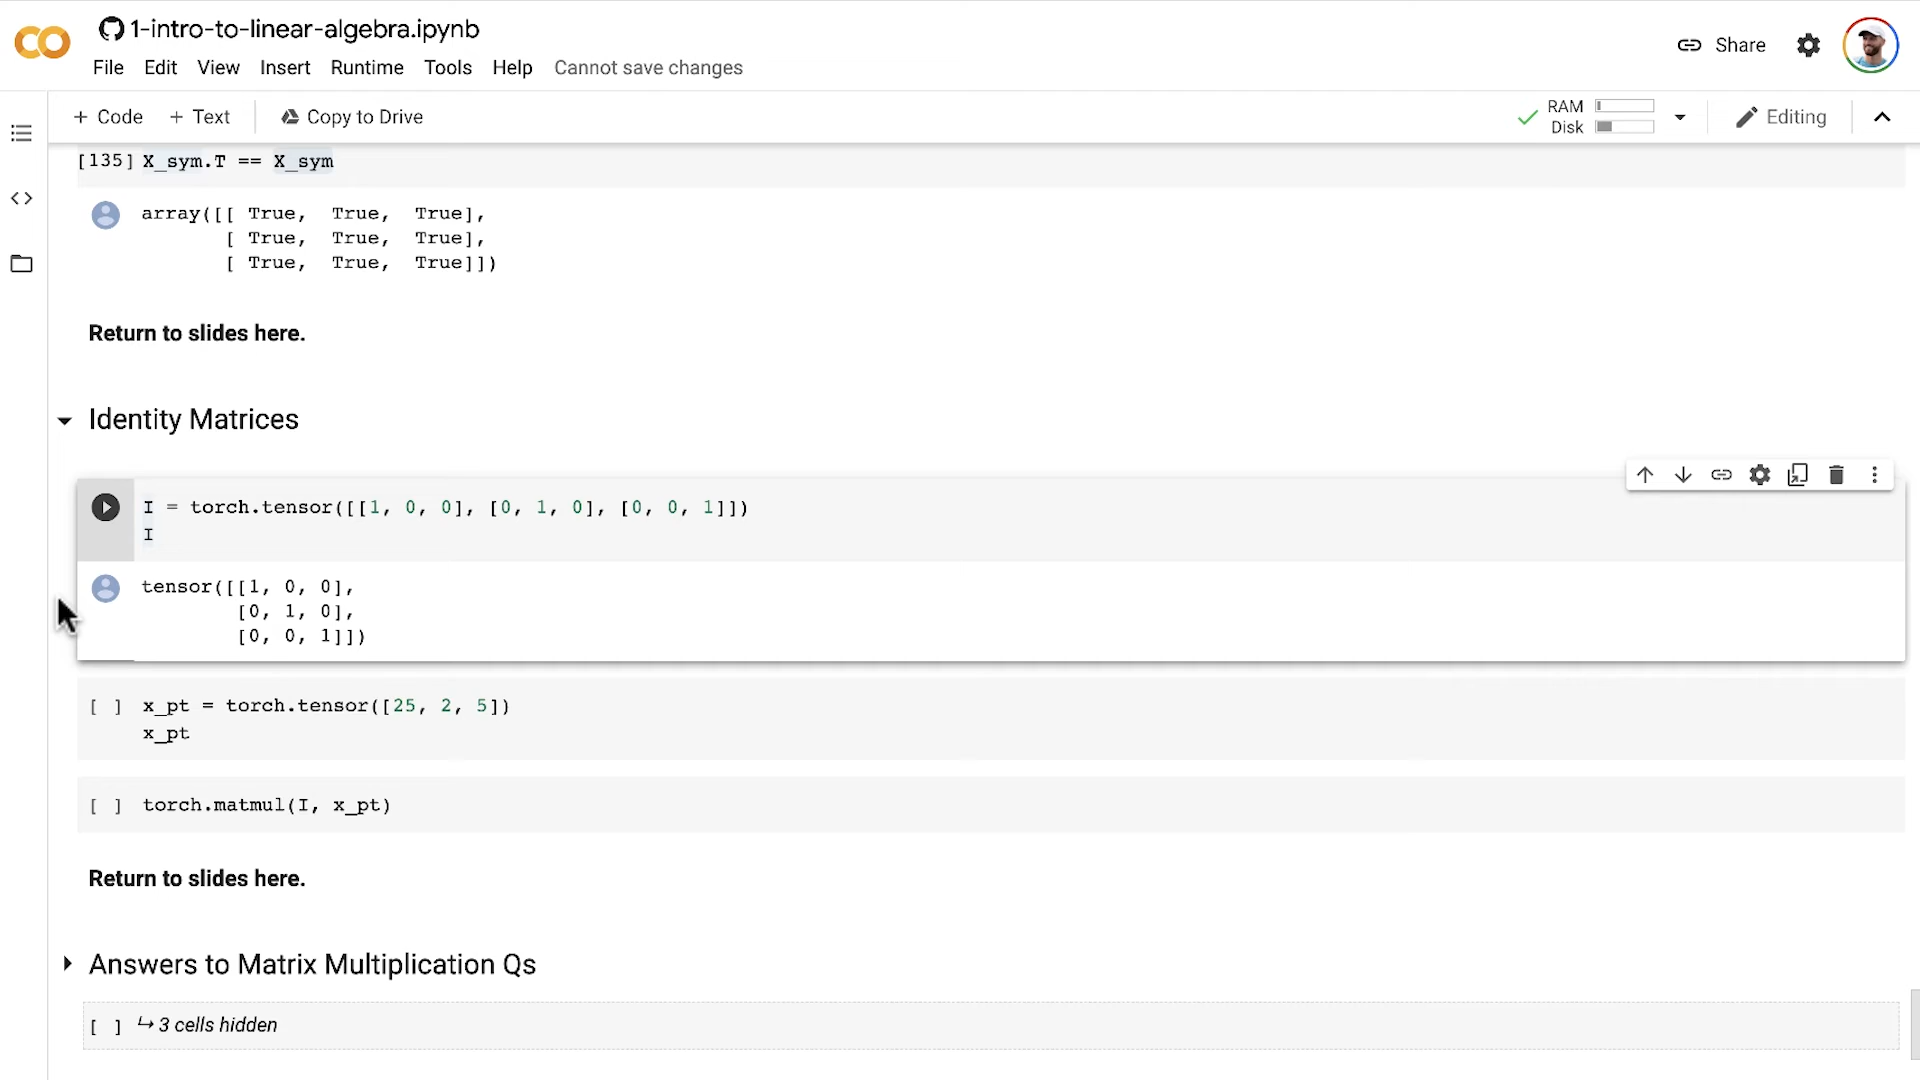 1-intro-to-linear-algebra.ipynb
Share
File Edit View Insert Runtime Tools Help Cannot save changes
+ Code + Text Copy to Drive
RAM
Disk
Editing
[135] X_sym.T == X_sym
array([[ True, True, True],
[ True, True, True],
[ True, True, True]])
Return to slides here.
Identity Matrices
I = torch.tensor([[1, 0, 0], [0, 1, 0], [0, 0, 1]])
I
tensor([[1, 0, 0],
[0, 1, 0],
[0, 0, 1]])
[ ] x_pt = torch.tensor([25, 2, 5])
x_pt
[ ] torch.matmul(I, x_pt)
Return to slides here.
Answers to Matrix Multiplication Qs
[ ] ↳ 3 cells hidden